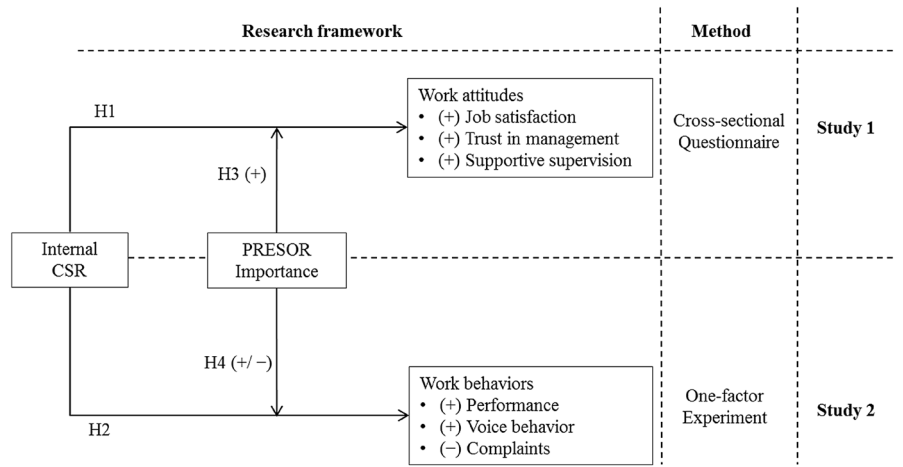 Research framework
Method
H1
Work attitudes
• (+) Job satisfaction
• (+) Trust in management
• (+) Supportive supervision
Cross-sectional
Questionnaire
Study 1
H3 (+)
Internal
CSR
PRESOR
Importance
H4 (+/ −)
Work behaviors
• (+) Performance
• (+) Voice behavior
• (−) Complaints
One-factor
Experiment
Study 2
H2